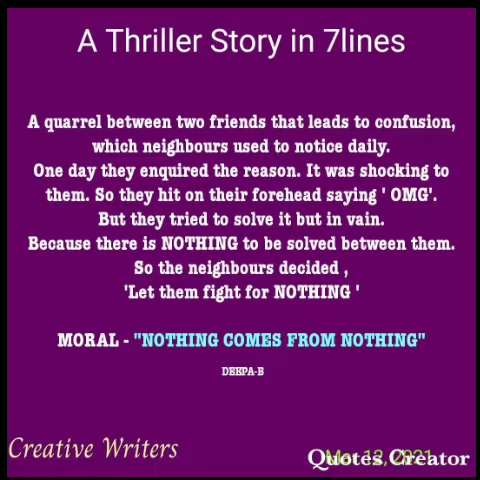 A Thriller Story in 7lines
A quarrel between two friends that leads to confusion,
which neighbours used to notice daily.
One day they enquired the reason. It was shocking to
them. So they hit on their forehead saying ' OMG'.
But they tried to solve it but in vain.
Because there is NOTHING to be solved between them.
So the neighbours decided ,
'Let them fight for NOTHING '
MORAL - "NOTHING COMES FROM NOTHING"
DEEPA-B
Creative Writers
Quotes Creator
Mar 12, 2021